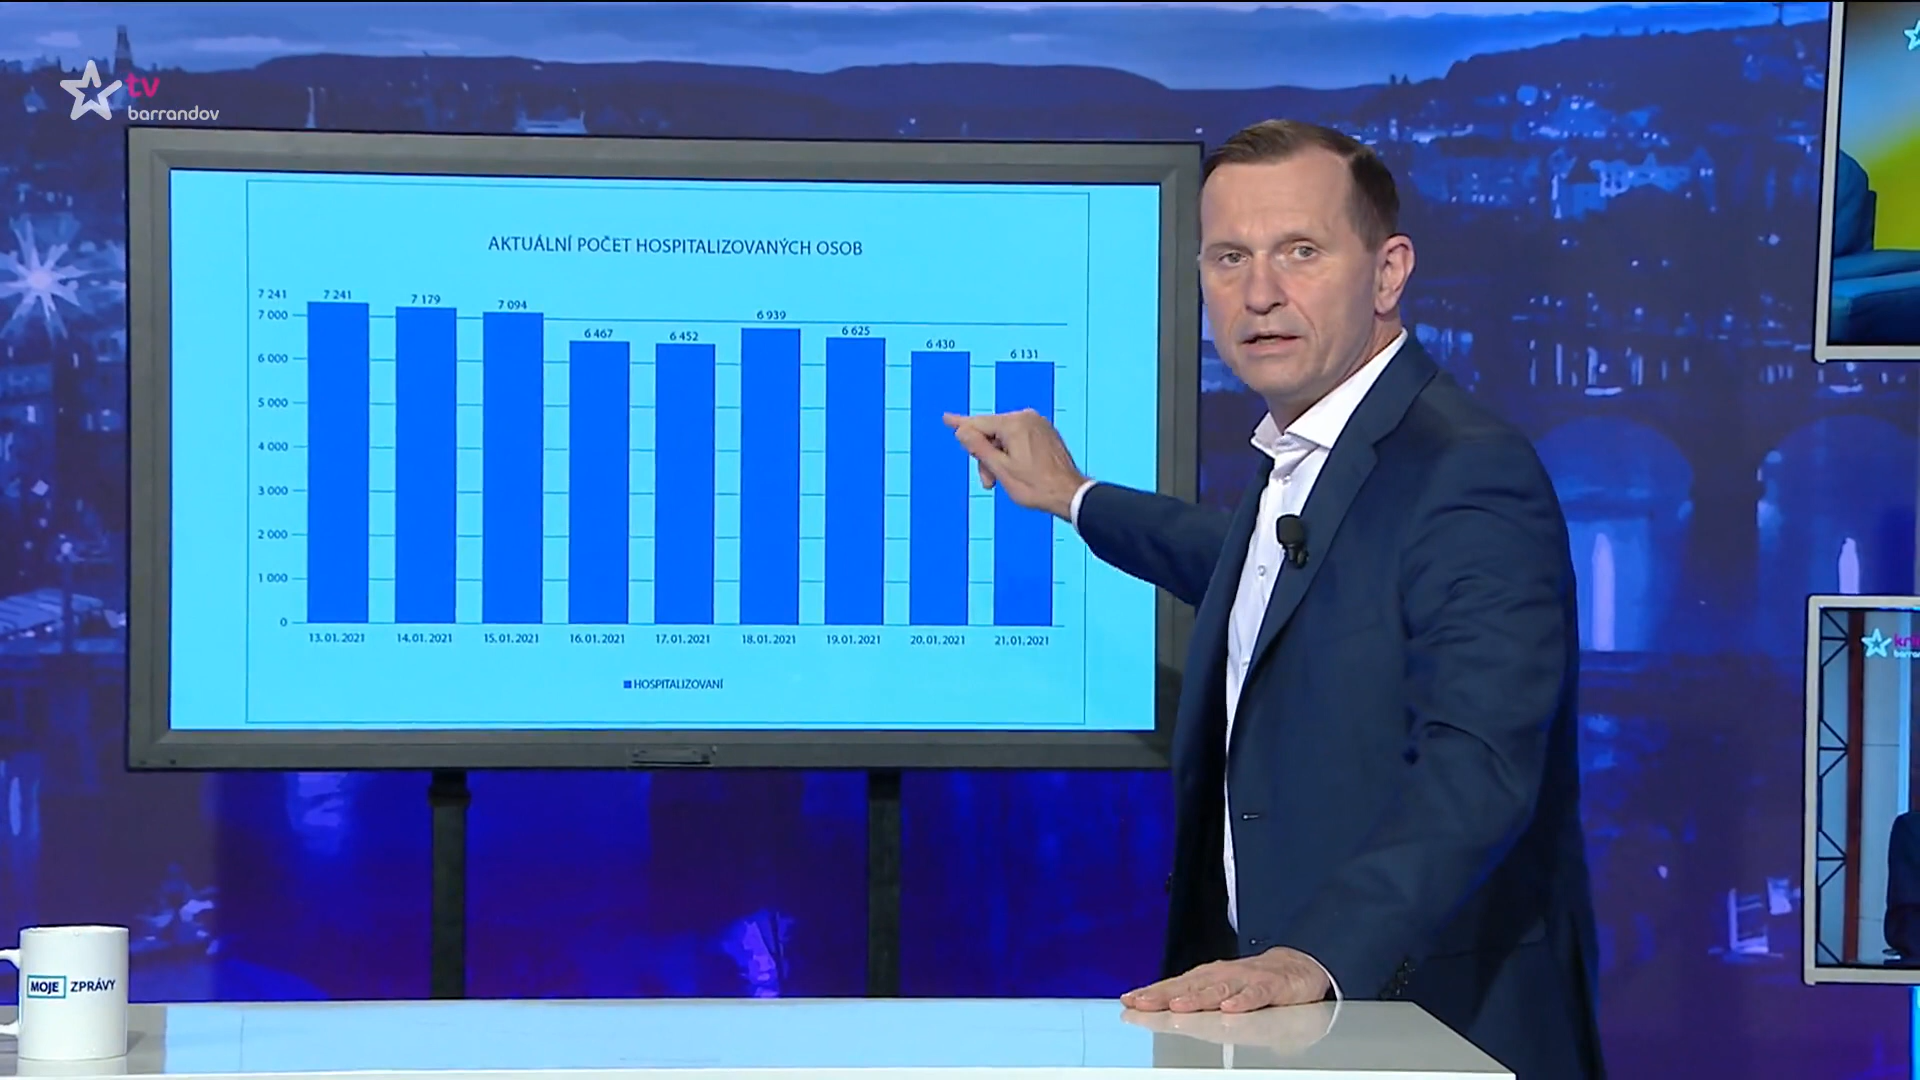 tv
barrandov
AKTUÁLNÍ POČET HOSPITALIZOVANÝCH OSOB
7 241
7 000
6 000
5 000
4 000
3 000
2 000
1 000
0
7 241
7 179
7 094
6 467
6 452
6 939
6 625
6 430
6 131
13. 01. 2021
14. 01. 2021
15. 01. 2021
16. 01. 2021
17. 01. 2021
18. 01. 2021
19. 01. 2021
20. 01. 2021
21. 01. 2021
HOSPITALIZOVANÍ
MOJE ZPRÁVY